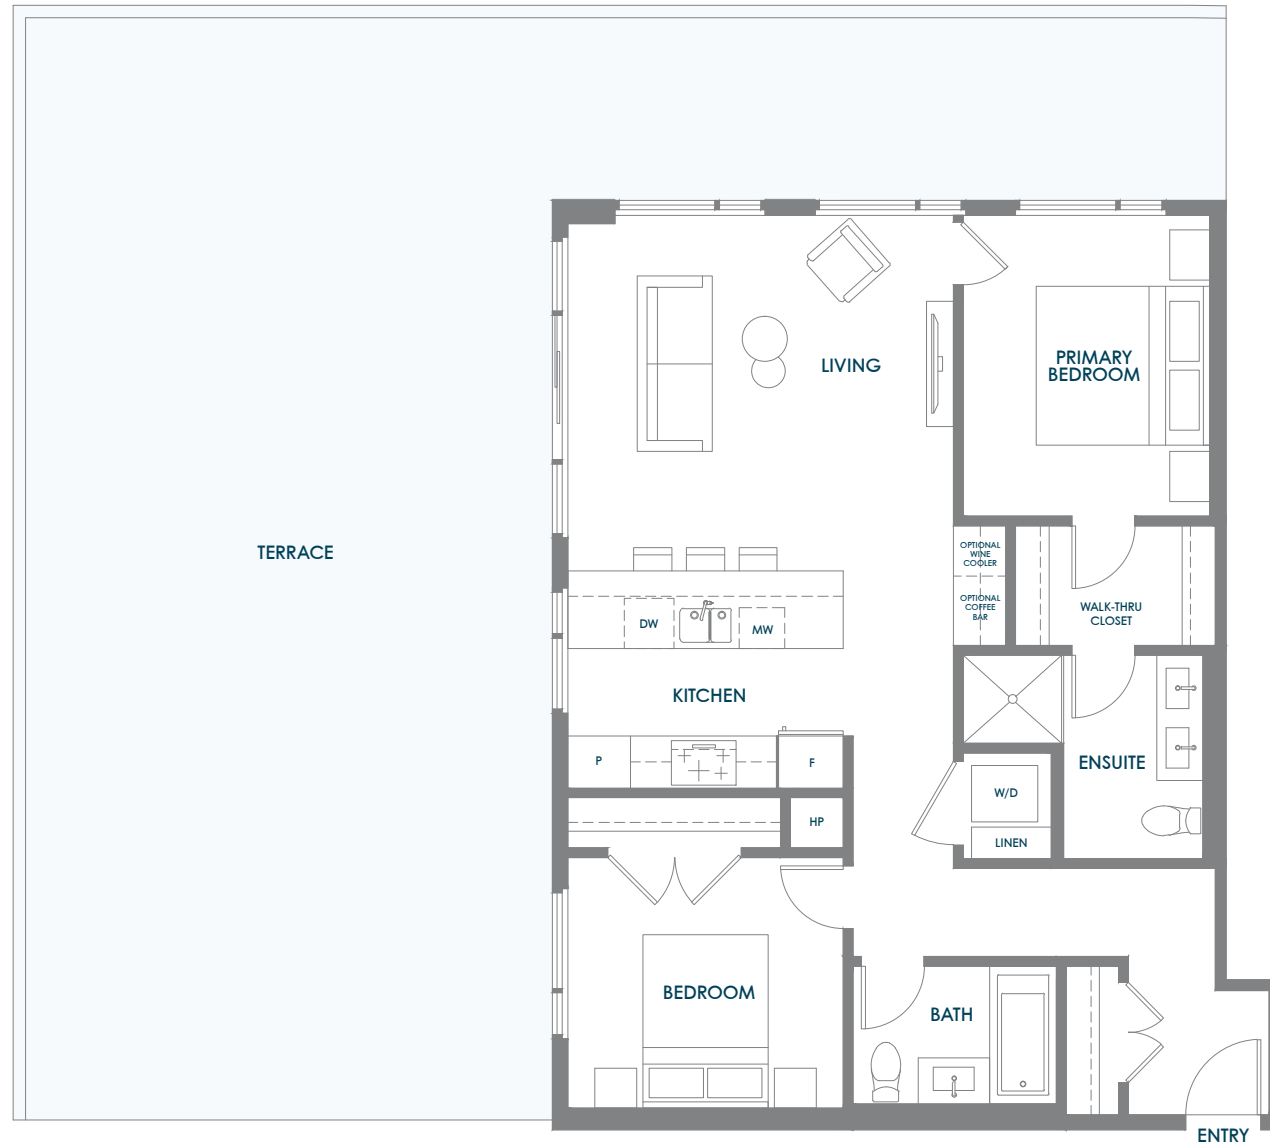 LIVING
PRIMARY
BEDROOM
TERRACE
OPTIONAL
WINE
COOLER
OPTIONAL
COFFEE
BAR
WALK-THRU
CLOSET
DW
MW
KITCHEN
P
F
ENSUITE
W/D
HP
LINEN
BEDROOM
BATH
ENTRY